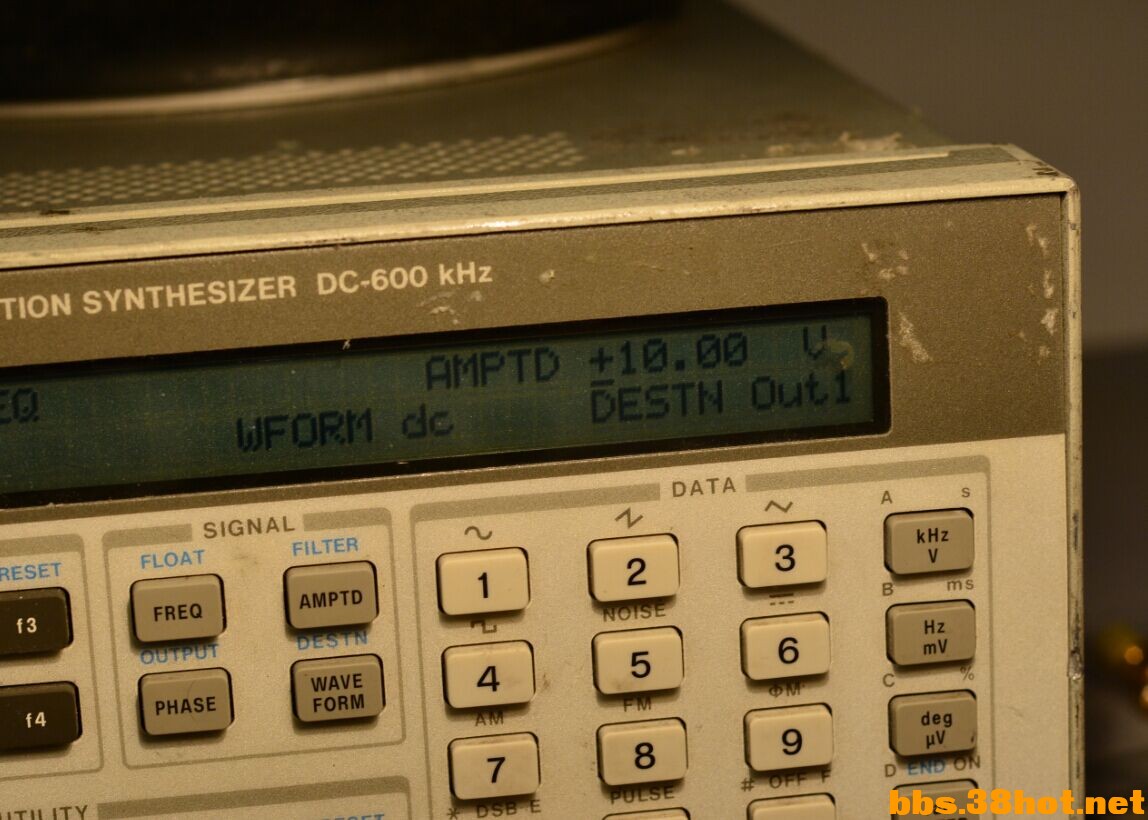 TION SYNTHESIZER DC-600 kHz
EQ
AMPTD +10.00 V
WFORM dc
DESTN Out1
RESET
f3
f4
SIGNAL
FLOAT
FILTER
FREQ
AMPTD
OUTPUT
DESTN
PHASE
WAVE
FORM
DATA
A
s
1
2
3
kHz
V
NOISE
B
ms
4
5
6
Hz
mV
AM
FM
ΦM
C
%
7
8
9
deg
µV
* DSB E
PULSE
# OFF F
D END ON
UTILITY
RESET
bbs.38hot.net